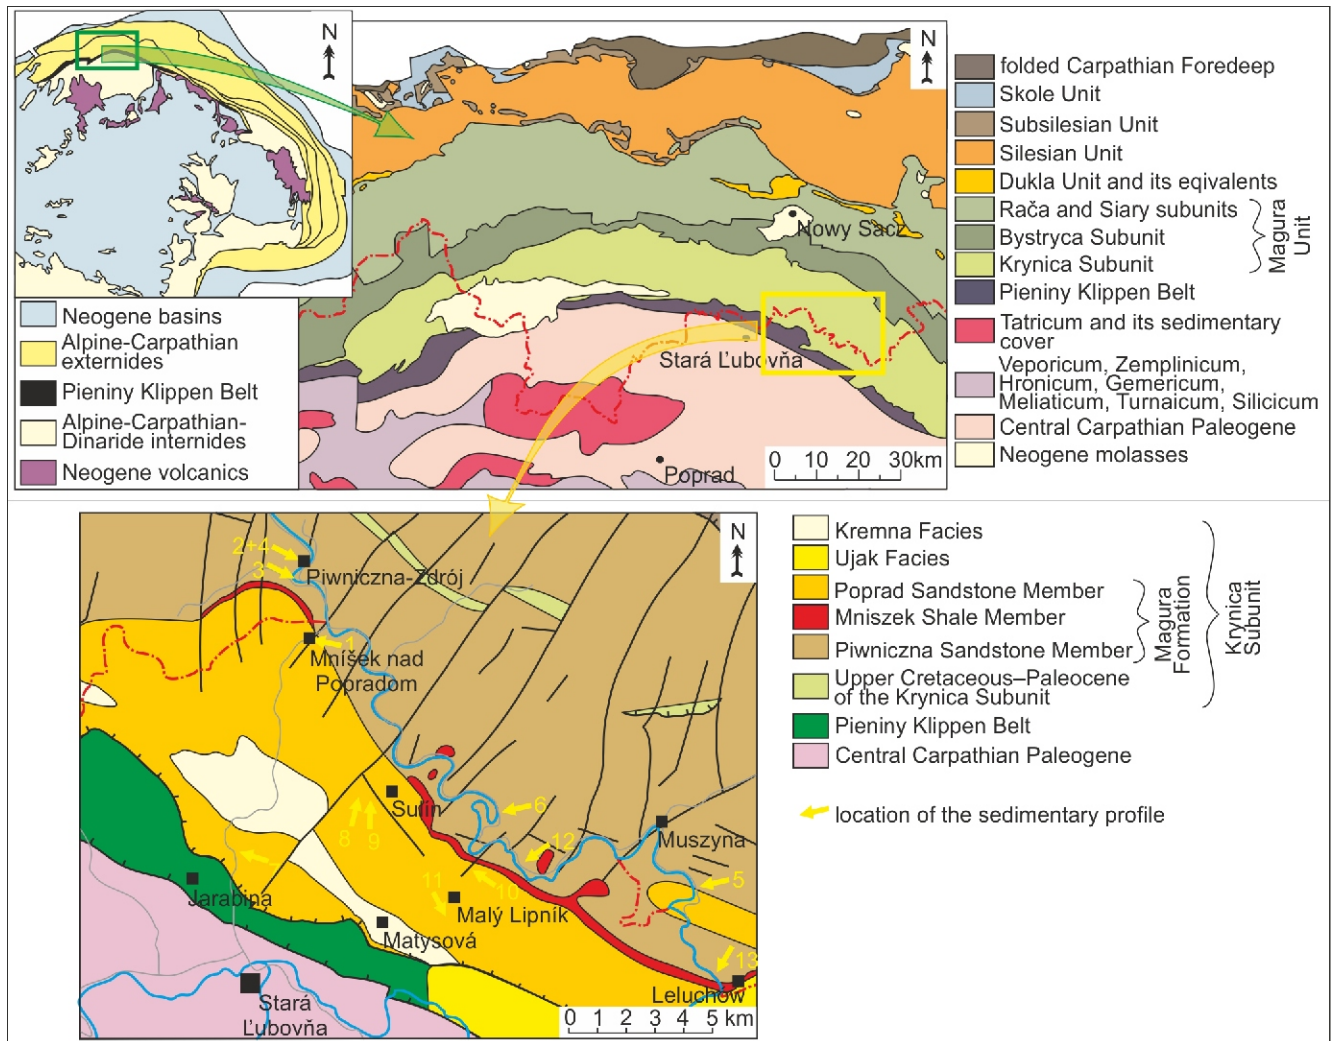 N
Neogene basins
Alpine-Carpathian
externides
Pieniny Klippen Belt
Alpine-Carpathian-
Dinaride internides
Neogene volcanics
N
Nowy Sącz
Stará Ľubovňa
Poprad
0 10 20 30km
folded Carpathian Foredeep
Skole Unit
Subsilesian Unit
Silesian Unit
Dukla Unit and its eqivalents
Rača and Siary subunits
Bystryca Subunit
Krynica Subunit
Magura
Unit
Pieniny Klippen Belt
Tatricum and its sedimentary
cover
Veporicum, Zemplinicum,
Hronicum, Gemericum,
Meliaticum, Turnaicum, Silicicum
Central Carpathian Paleogene
Neogene molasses
N
2+4
3
Piwniczna-Zdrój
1
Mníšek nad
Popradom
Sulín
6
8
9
12
Muszyna
7
5
11
10
Jarabina
Malý Lipník
Matysová
13
Leluchów
Stará
Ľubovňa
0 1 2 3 4 5 km
Kremna Facies
Ujak Facies
Poprad Sandstone Member
Mniszek Shale Member
Piwniczna Sandstone Member
Magura
Formation
Upper Cretaceous–Paleocene
of the Krynica Subunit
Krynica
Subunit
Pieniny Klippen Belt
Central Carpathian Paleogene
location of the sedimentary profile